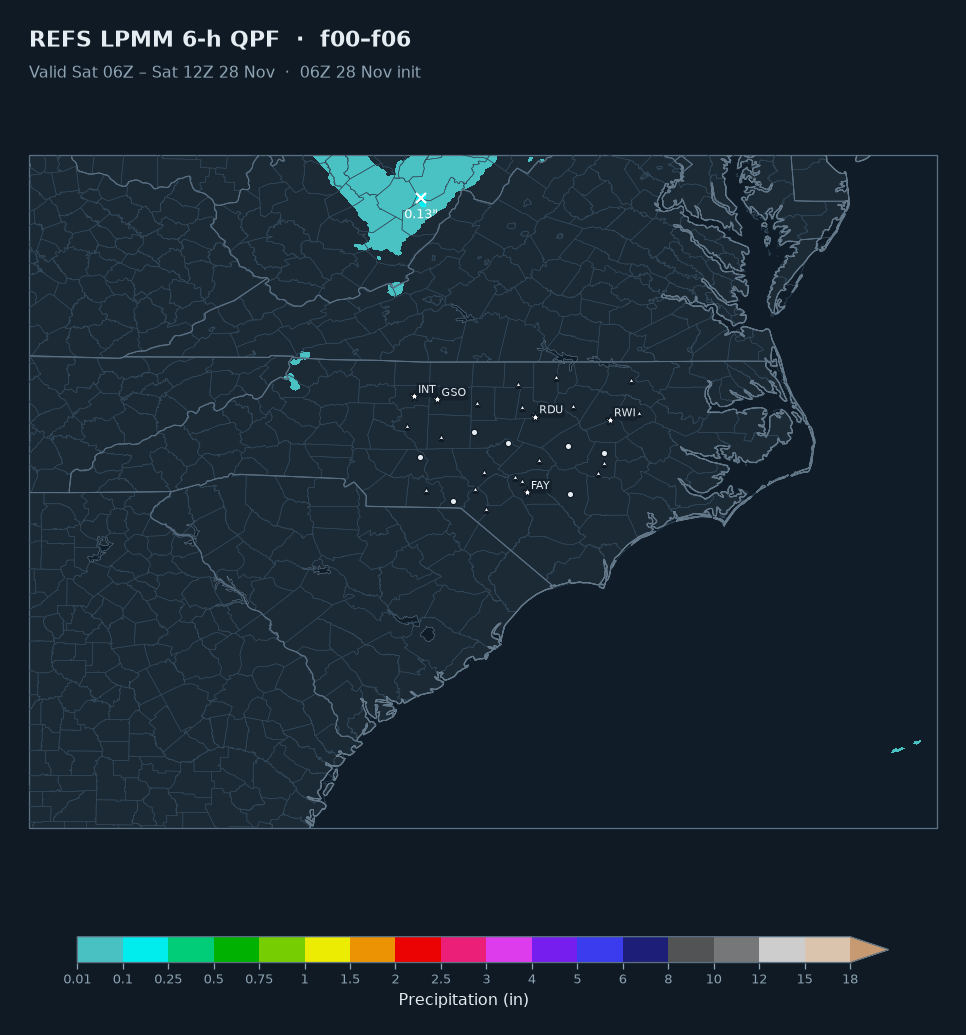 REFS LPMM 6-h QPF · f00–f06
Valid Sat 06Z – Sat 12Z 28 Nov · 06Z 28 Nov init
0.13"
INT GSO
RDU RWI
FAY
0.01 0.1 0.25 0.5 0.75 1 1.5 2 2.5 3 4 5 6 8 10 12 15 18
Precipitation (in)